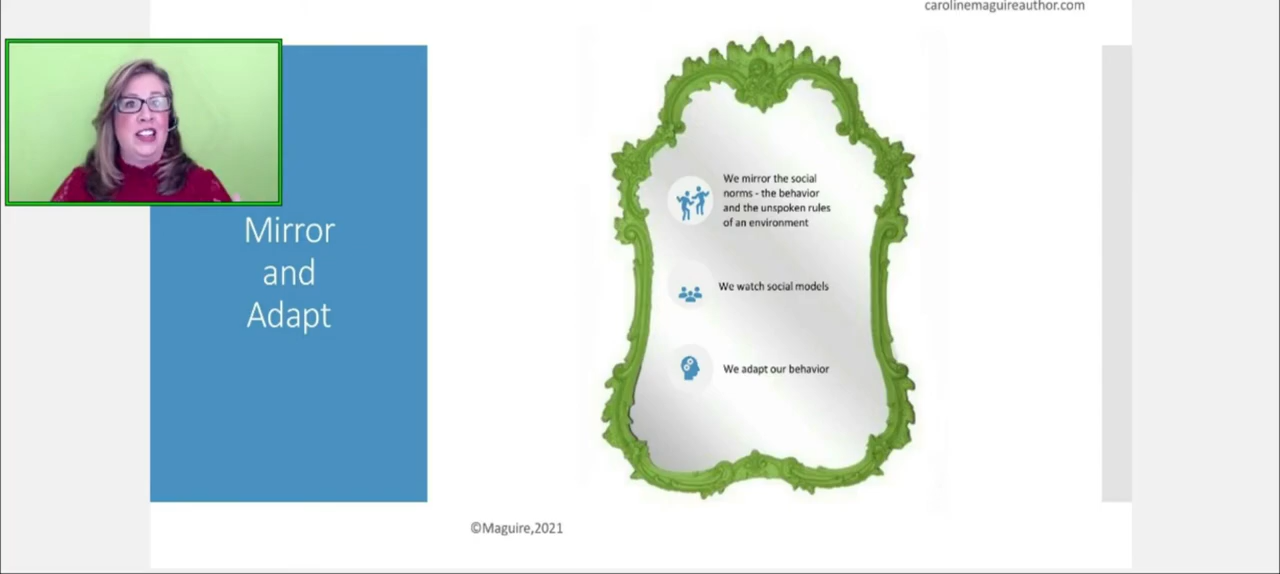 carolinemaguireauthor.com
Mirror
and
Adapt
We mirror the social
norms - the behavior
and the unspoken rules
of an environment
We watch social models
We adapt our behavior
©Maguire,2021